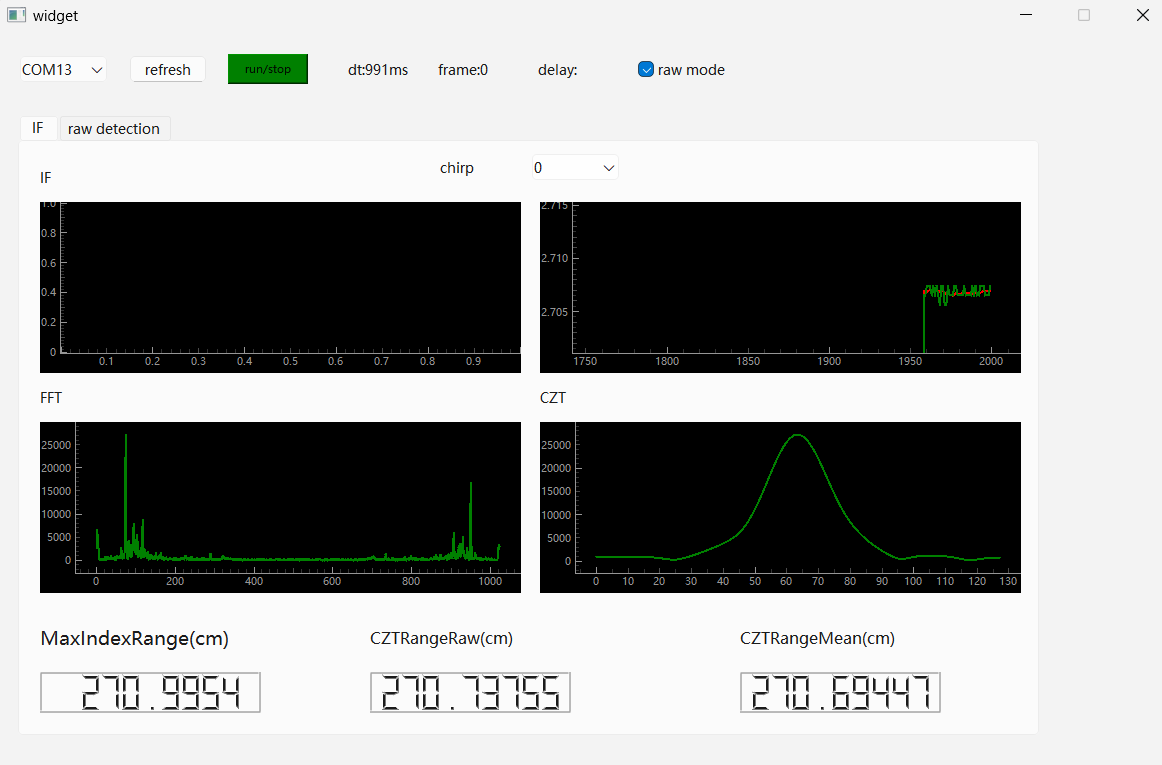 widget
COM13 refresh run/stop dt:991ms frame:0 delay: raw mode
IF raw detection
chirp 0
IF
1.0
0.8
0.6
0.4
0.2
0
0.1 0.2 0.3 0.4 0.5 0.6 0.7 0.8 0.9
2.715
2.710
2.705
1750 1800 1850 1900 1950 2000
FFT
25000
20000
15000
10000
5000
0
0 200 400 600 800 1000
CZT
25000
20000
15000
10000
5000
0
0 10 20 30 40 50 60 70 80 90 100 110 120 130
MaxIndexRange(cm) CZTRangeRaw(cm) CZTRangeMean(cm)
270.9954 270.73755 270.69447